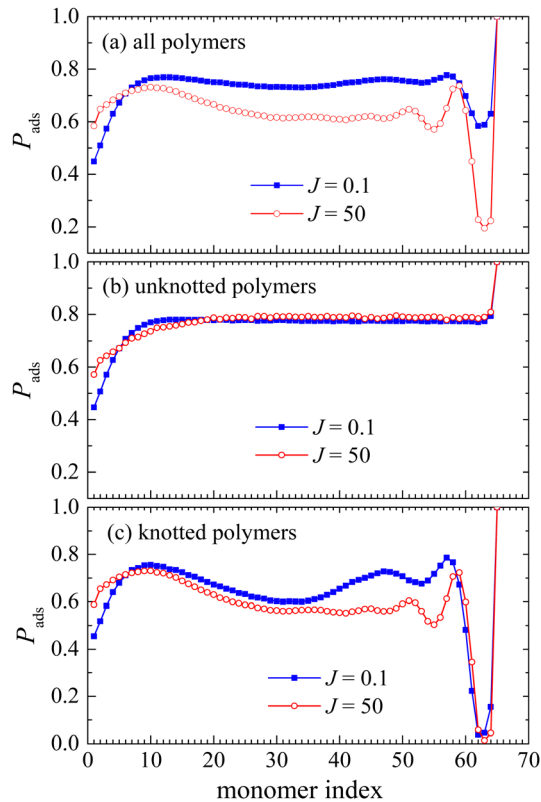 1.0
(a) all polymers
0.8
0.6
P_ads
0.4
J = 0.1
J = 50
0.2
1.0
(b) unknotted polymers
0.8
0.6
P_ads
0.4
J = 0.1
J = 50
0.2
1.0
(c) knotted polymers
0.8
0.6
P_ads
0.4
J = 0.1
J = 50
0.2
0.0
0 10 20 30 40 50 60 70
monomer index